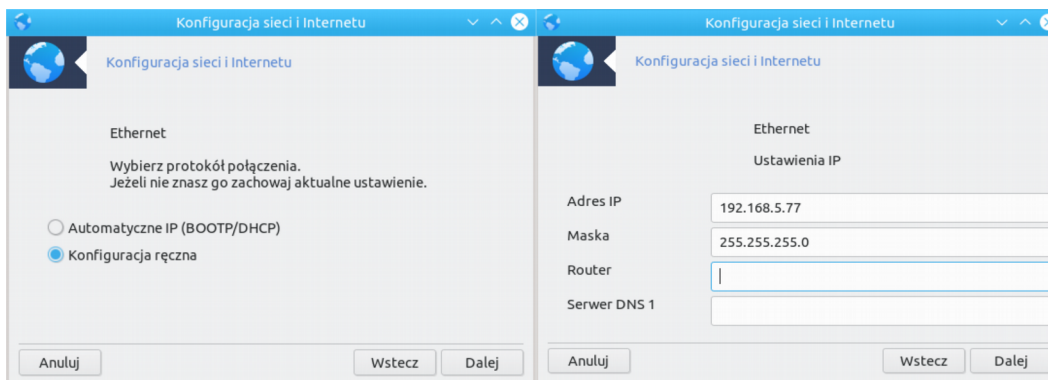 Konfiguracja sieci i Internetu
Konfiguracja sieci i Internetu
Ethernet
Wybierz protokół połączenia.
Jeżeli nie znasz go zachowaj aktualne ustawienie.
Automatyczne IP (BOOTP/DHCP)
Konfiguracja ręczna
Anuluj Wstecz Dalej
Konfiguracja sieci i Internetu
Konfiguracja sieci i Internetu
Ethernet
Ustawienia IP
Adres IP 192.168.5.77
Maska 255.255.255.0
Router
Serwer DNS 1
Anuluj Wstecz Dalej